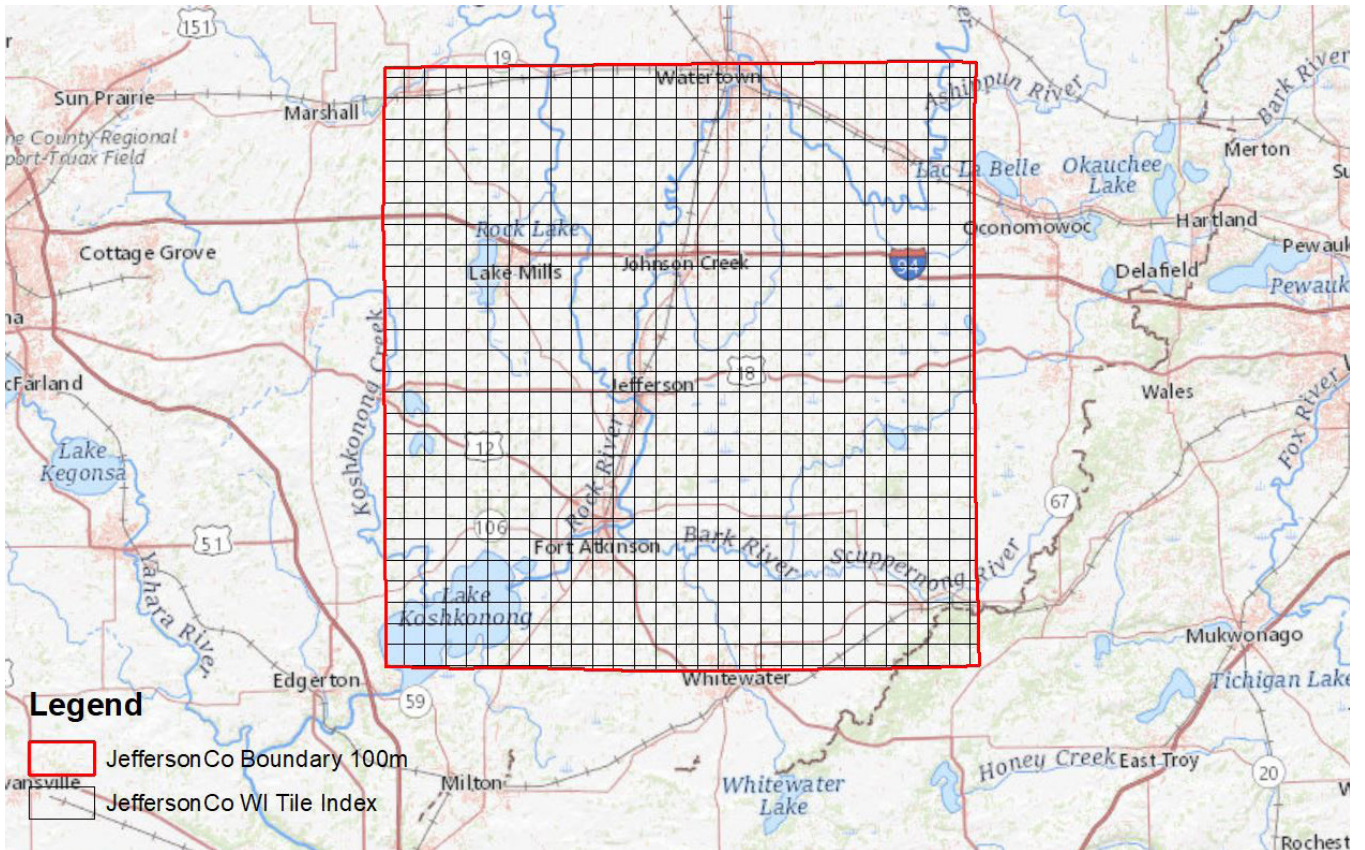 151
19
Sun Prairie
Marshall
Watertown
Ashippun River
Bark River
ne County-Regional
port-Truax Field
Merton
Lac La Belle
Okauchee
Lake
Oconomowoc
Hartland
Rock Lake
Cottage Grove
Lake Mills
Johnson Creek
94
Delafield
Pewauk
Pewauk
Koshkonong Creek
cFarland
Jefferson
18
Wales
Fox River
Lake
Kegonsa
12
Rock River
67
51
106
Fort Atkinson
Bark River
Scuppernong River
Yahara River
Lake
Koshkonong
Mukwonago
Edgerton
Whitewater
Tichigan Lake
59
Legend
JeffersonCo Boundary 100m
JeffersonCo WI Tile Index
vansville
Milton
Whitewater
Lake
Honey Creek
East Troy
20
Rochest